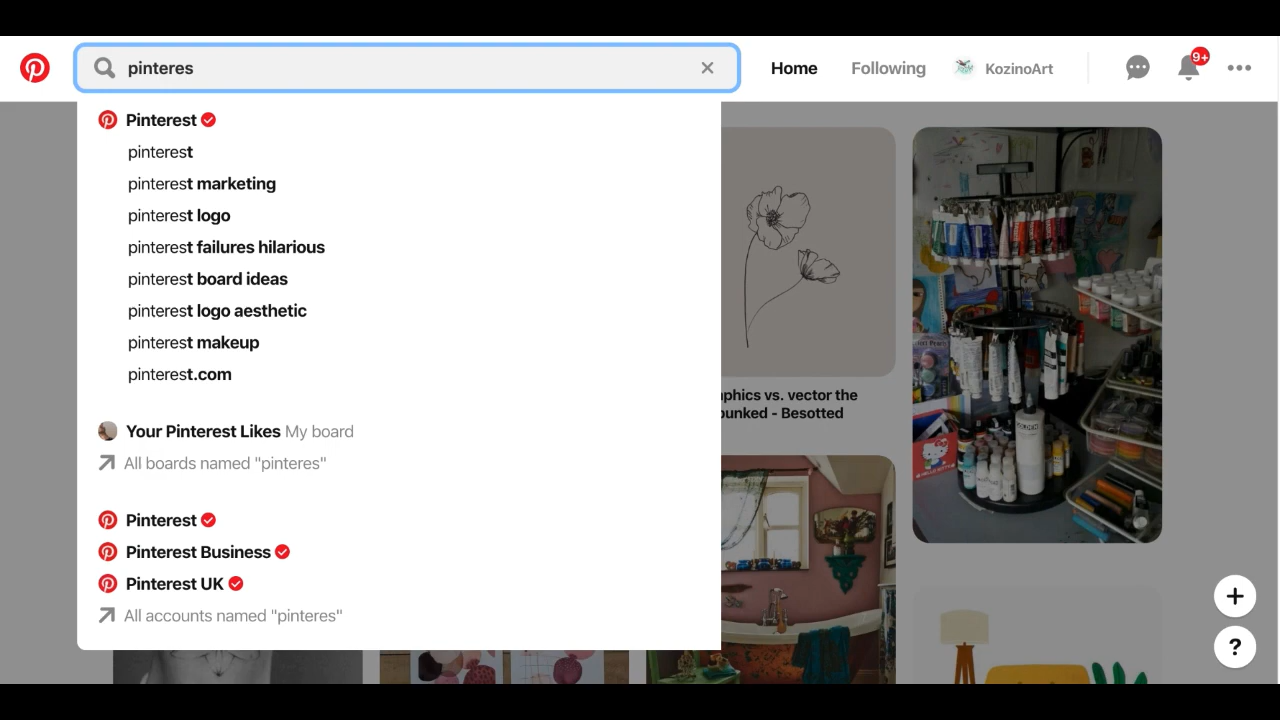 pinteres
Home
Following
KozinoArt
9+
Pinterest
pinterest
pinterest marketing
pinterest logo
pinterest failures hilarious
pinterest board ideas
pinterest logo aesthetic
pinterest makeup
pinterest.com
Your Pinterest Likes My board
All boards named "pinteres"
Pinterest
Pinterest Business
Pinterest UK
All accounts named "pinteres"
vs. vector the
- Besotted
GOLDEN
+
?